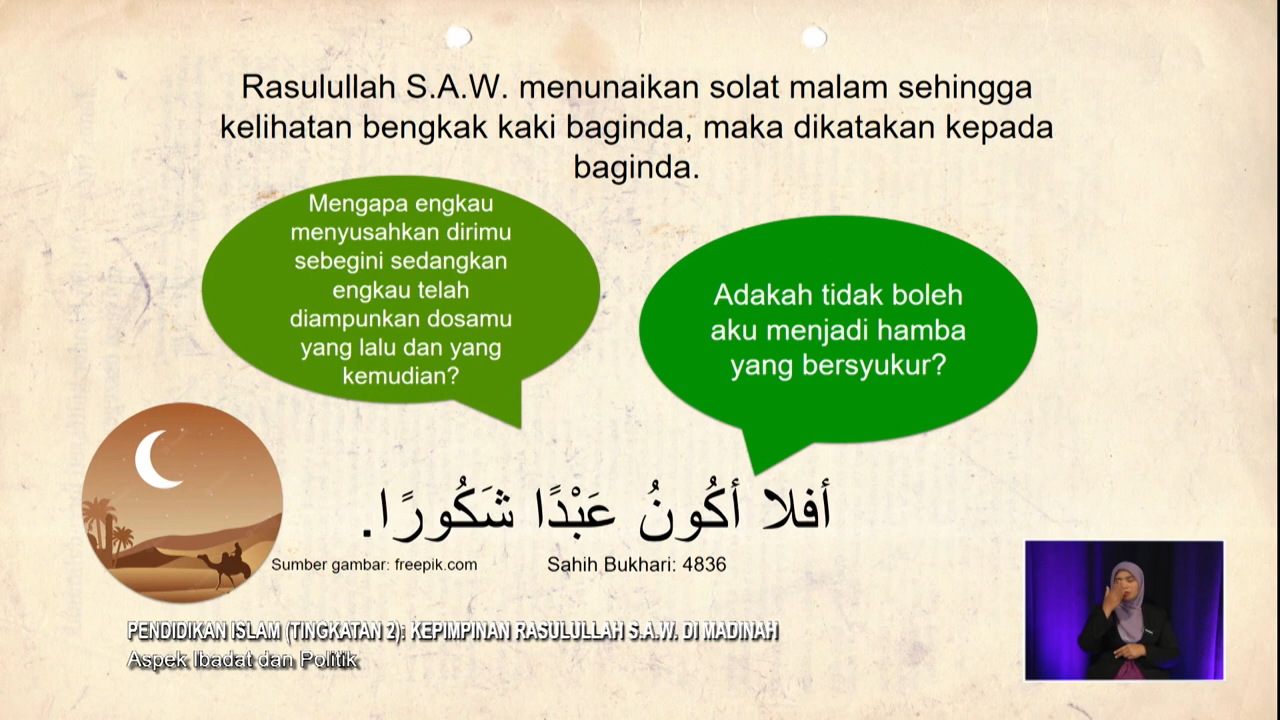 Rasulullah S.A.W. menunaikan solat malam sehingga
kelihatan bengkak kaki baginda, maka dikatakan kepada
baginda.
Mengapa engkau
menyusahkan dirimu
sebegini sedangkan
engkau telah
diampunkan dosamu
yang lalu dan yang
kemudian?
Adakah tidak boleh
aku menjadi hamba
yang bersyukur?
أفلا أكُونُ عَبْدًا شَكُورًا.
Sumber gambar: freepik.com
Sahih Bukhari: 4836
PENDIDIKAN ISLAM (TINGKATAN 2): KEPIMPINAN RASULULLAH S.A.W. DI MADINAH
Aspek Ibadat dan Politik